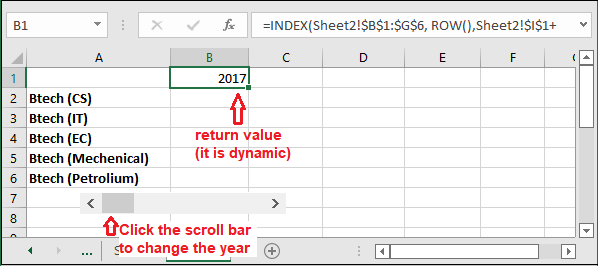 B1 fx =INDEX(Sheet2!$B$1:$G$6, ROW(),Sheet2!$I$1+
A B C D E F
1 2017
2 Btech (CS)
3 Btech (IT)
4 Btech (EC)
5 Btech (Mechenical)
6 Btech (Petrolium)
return value
(it is dynamic)
7
8
9
Click the scroll bar
to change the year
...